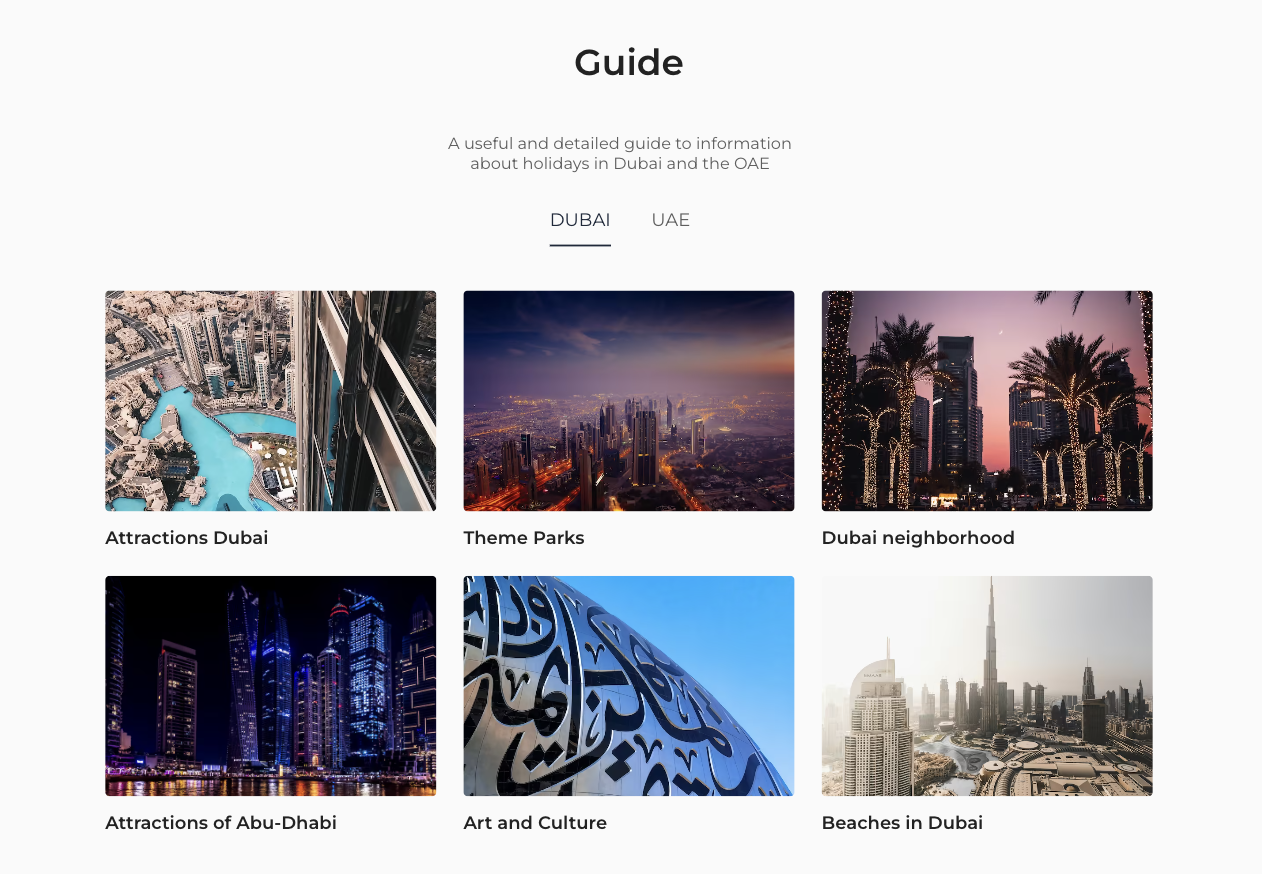 Guide
A useful and detailed guide to information
about holidays in Dubai and the OAE
DUBAI
UAE
Attractions Dubai
Theme Parks
Dubai neighborhood
Attractions of Abu-Dhabi
Art and Culture
Beaches in Dubai